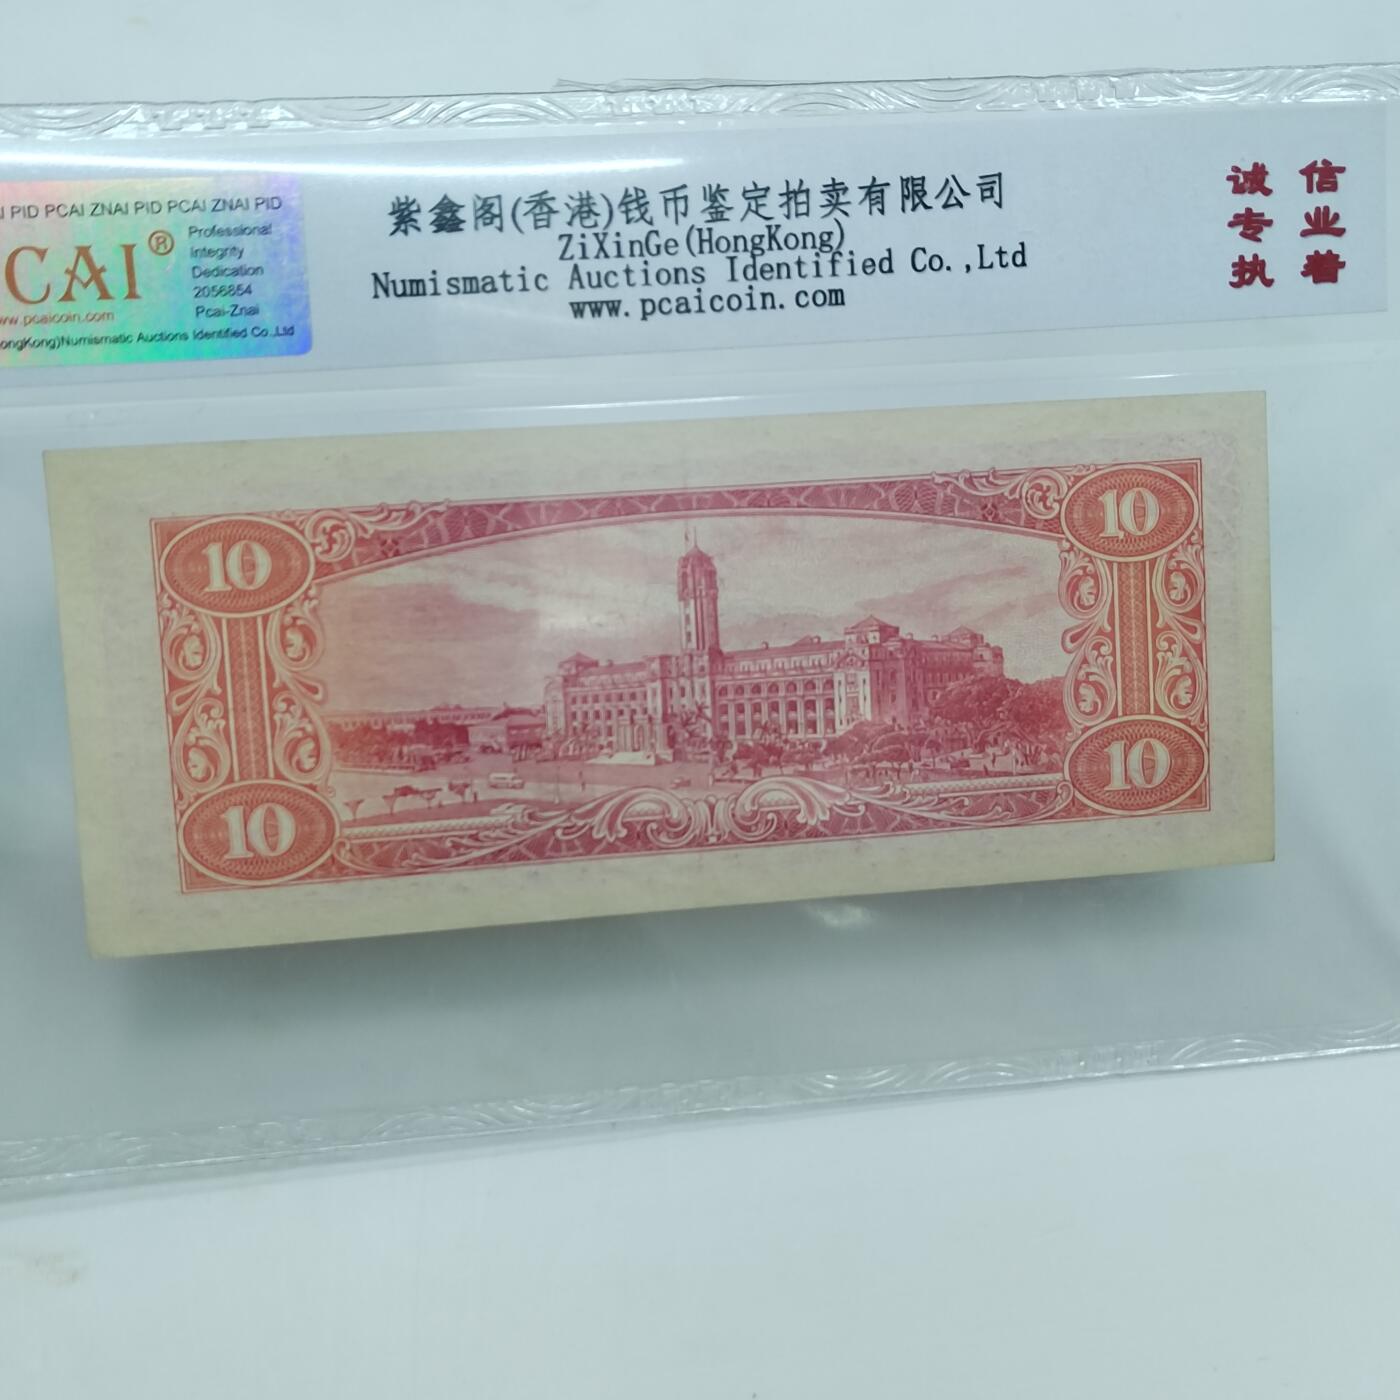 PID PCAI ZNAI PID PCAI ZNAI PID
CAI®
Professional
Integrity
Dedication
2056854
Pcai-Znai
www.pcaicoin.com
ongKong)Numismatic Auctions Identified Co.,Ltd
紫鑫阁(香港)钱币鉴定拍卖有限公司
ZiXinGe(HongKong)
Numismatic Auctions Identified Co.,Ltd
www.pcaicoin.com
诚信
专业
执着
10
10
10
10